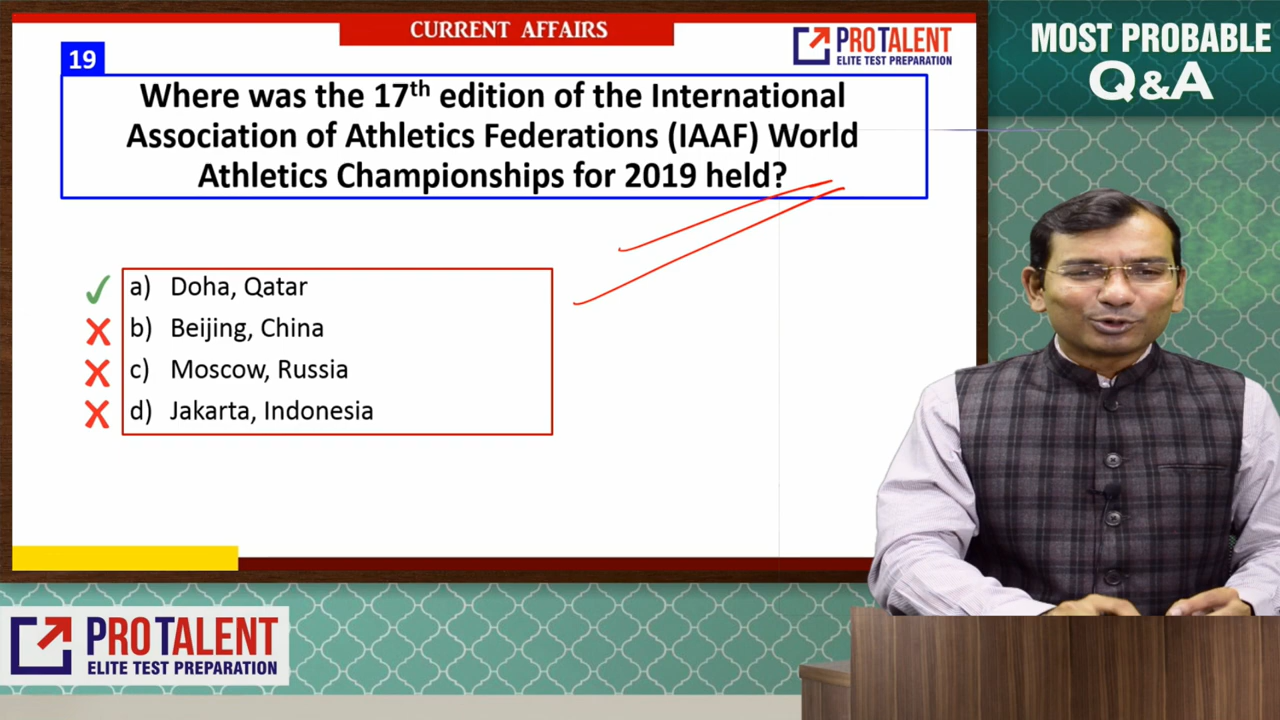 CURRENT AFFAIRS
PROTALENT
ELITE TEST PREPARATION
MOST PROBABLE
Q&A
19
Where was the 17th edition of the International
Association of Athletics Federations (IAAF) World
Athletics Championships for 2019 held?
a) Doha, Qatar
b) Beijing, China
c) Moscow, Russia
d) Jakarta, Indonesia
PROTALENT
ELITE TEST PREPARATION